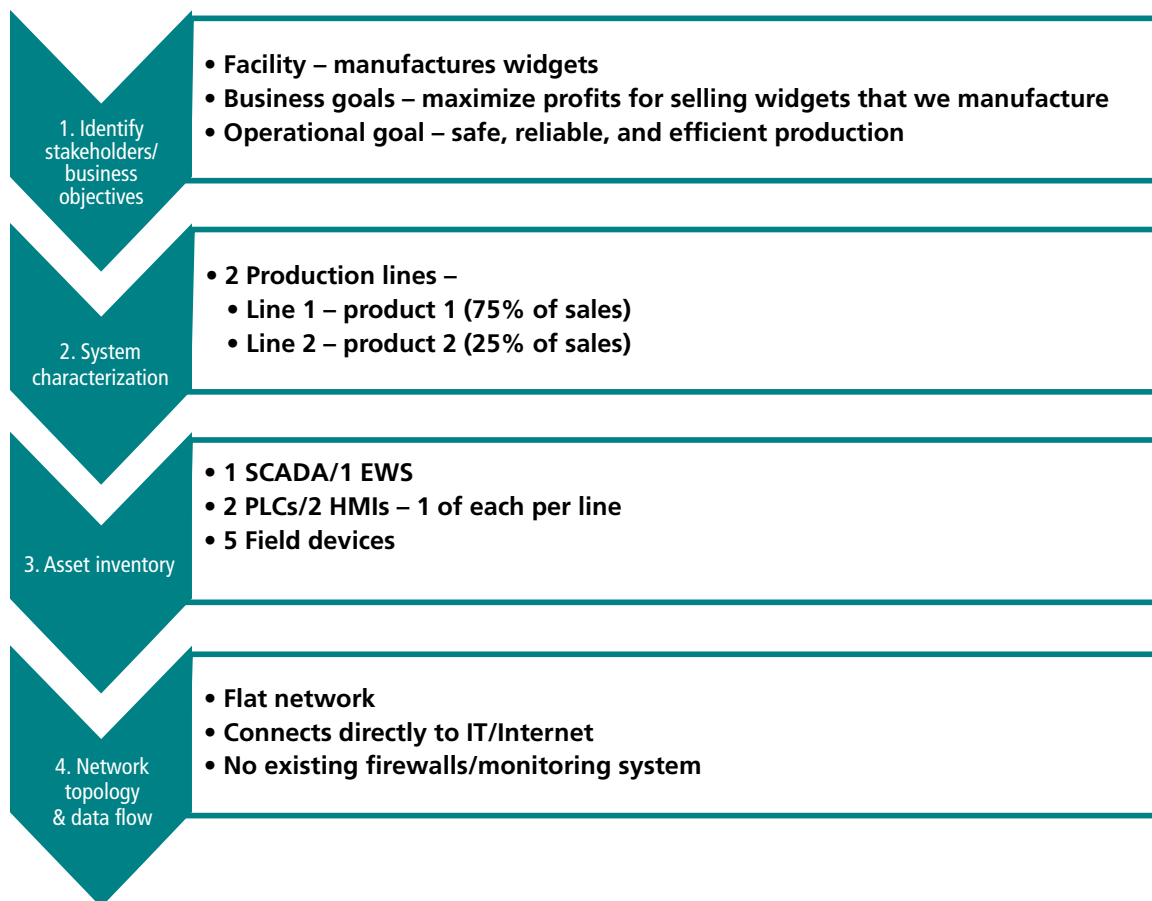 1. Identify
stakeholders/
business
objectives
• Facility – manufactures widgets
• Business goals – maximize profits for selling widgets that we manufacture
• Operational goal – safe, reliable, and efficient production
2. System
characterization
• 2 Production lines –
• Line 1 – product 1 (75% of sales)
• Line 2 – product 2 (25% of sales)
3. Asset inventory
• 1 SCADA/1 EWS
• 2 PLCs/2 HMIs – 1 of each per line
• 5 Field devices
4. Network
topology
& data flow
• Flat network
• Connects directly to IT/Internet
• No existing firewalls/monitoring system